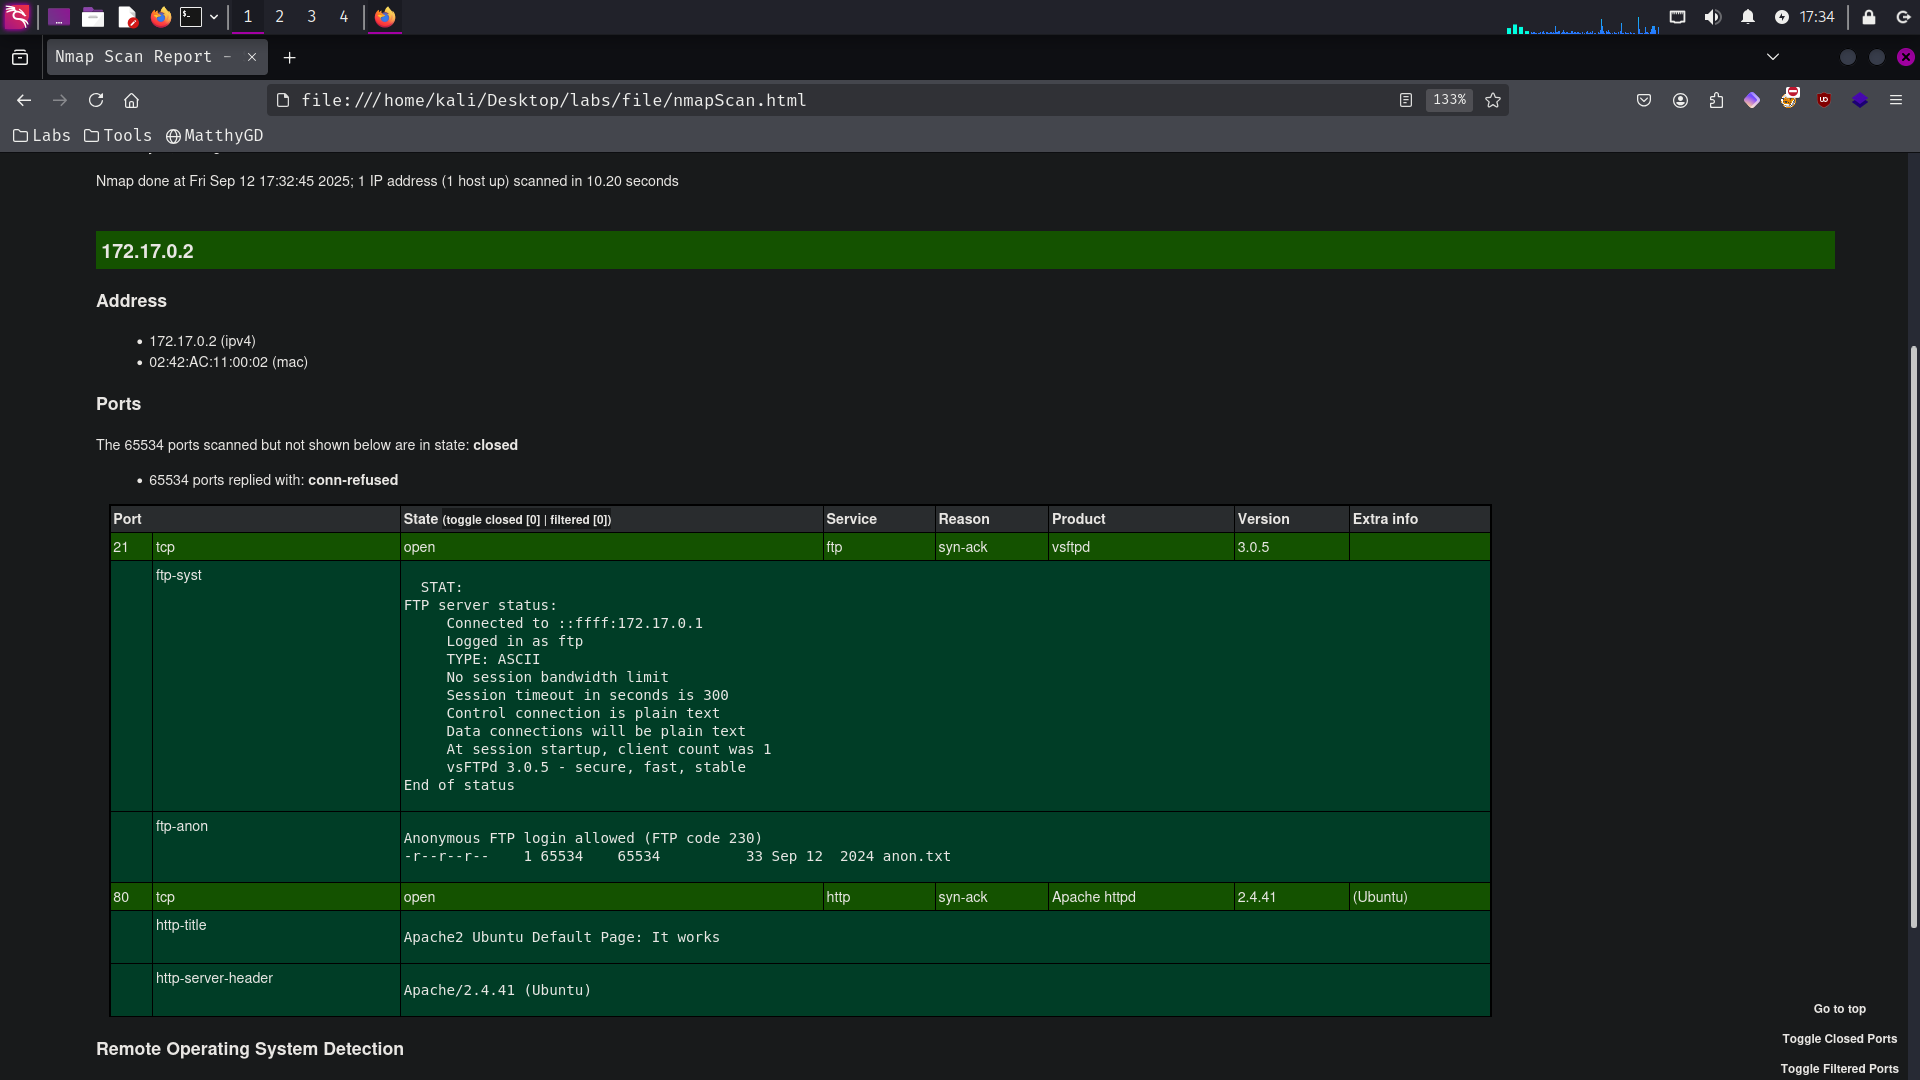 1 2 3 4 17:34
Nmap Scan Report -
file:///home/kali/Desktop/labs/file/nmapScan.html 133%
Labs Tools MatthyGD
Nmap done at Fri Sep 12 17:32:45 2025; 1 IP address (1 host up) scanned in 10.20 seconds
172.17.0.2
Address
172.17.0.2 (ipv4)
02:42:AC:11:00:02 (mac)
Ports
The 65534 ports scanned but not shown below are in state: closed
65534 ports replied with: conn-refused
Port State (toggle closed [0] | filtered [0]) Service Reason Product Version Extra info
21 tcp open ftp syn-ack vsftpd 3.0.5
ftp-syst
STAT:
FTP server status:
Connected to ::ffff:172.17.0.1
Logged in as ftp
TYPE: ASCII
No session bandwidth limit
Session timeout in seconds is 300
Control connection is plain text
Data connections will be plain text
At session startup, client count was 1
vsFTPd 3.0.5 - secure, fast, stable
End of status
ftp-anon
Anonymous FTP login allowed (FTP code 230)
-r--r--r-- 1 65534 65534 33 Sep 12 2024 anon.txt
80 tcp open http syn-ack Apache httpd 2.4.41 (Ubuntu)
http-title
Apache2 Ubuntu Default Page: It works
http-server-header
Apache/2.4.41 (Ubuntu)
Remote Operating System Detection
Go to top
Toggle Closed Ports
Toggle Filtered Ports